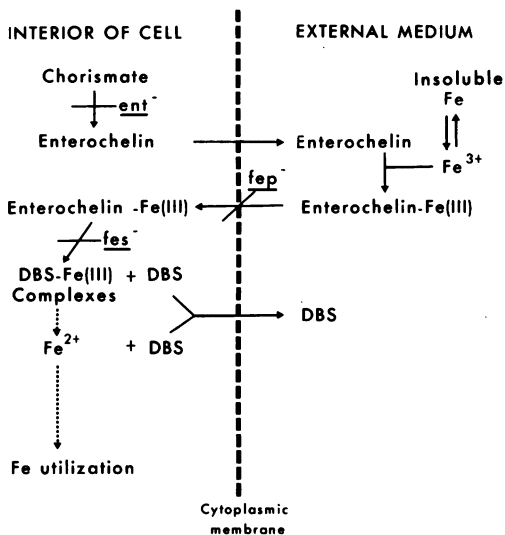 INTERIOR OF CELL
EXTERNAL MEDIUM
Chorismate
ent⁻
Enterochelin
Insoluble
Fe
Enterochelin
Fe³⁺
fep⁻
Enterochelin -Fe(III)
Enterochelin-Fe(III)
fes⁻
DBS-Fe(III) + DBS
Complexes
DBS
Fe²⁺ + DBS
Fe utilization
Cytoplasmic
membrane